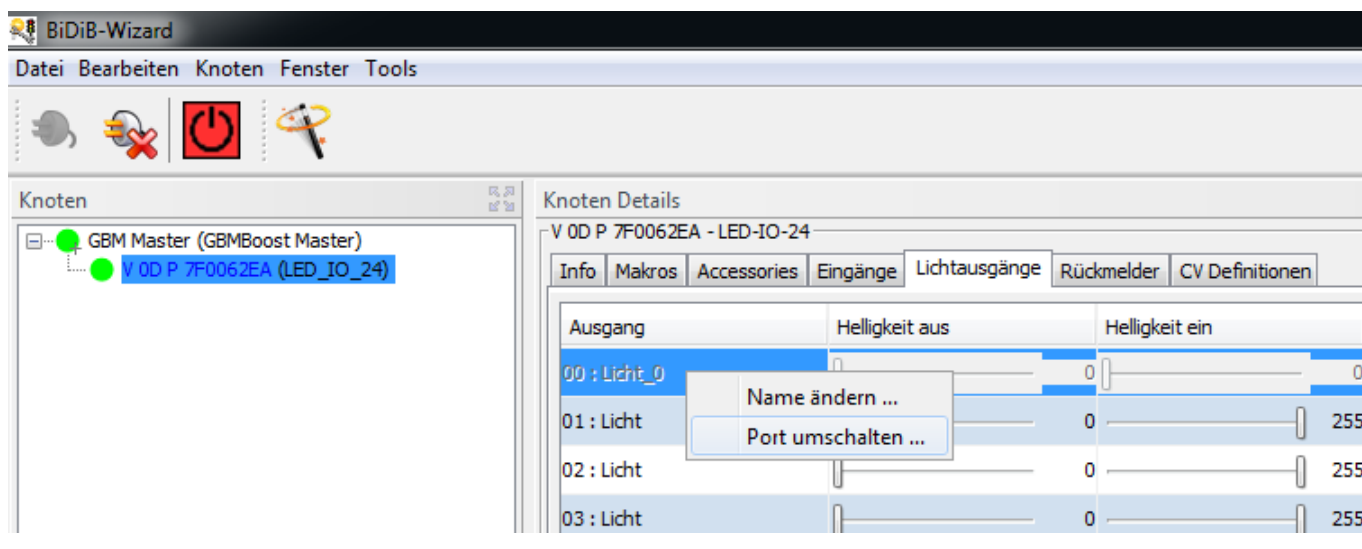 BiDiB-Wizard
Datei Bearbeiten Knoten Fenster Tools
Knoten
GBM Master (GBMBoost Master)
V 0D P 7F0062EA (LED_IO_24)
Knoten Details
V 0D P 7F0062EA - LED-IO-24
Info Makros Accessories Eingänge Lichtausgänge Rückmelder CV Definitionen
Ausgang Helligkeit aus Helligkeit ein
00 : Licht_0 0 0
Name ändern ...
01 : Licht 0 255
Port umschalten ...
02 : Licht 0 255
03 : Licht 0 255